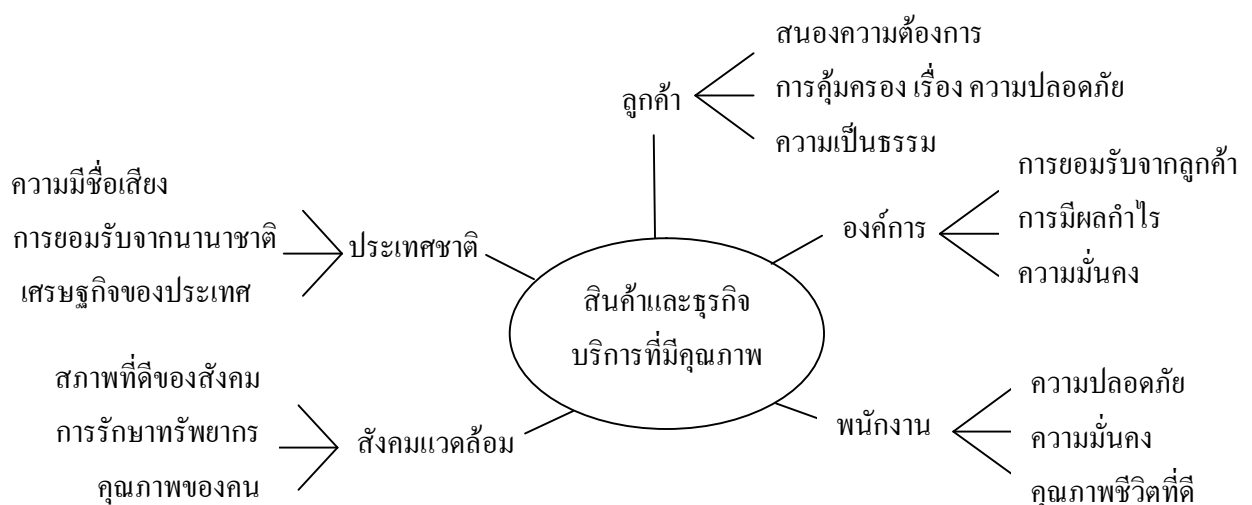 สนองความต้องการ
ลูกค้า
การคุ้มครอง เรื่อง ความปลอดภัย
ความเป็นธรรม
องค์การ
การยอมรับจากลูกค้า
การมีผลกำไร
ความมั่นคง
ความมีชื่อเสียง
การยอมรับจากนานาชาติ
เศรษฐกิจของประเทศ
ประเทศชาติ
สินค้าและธุรกิจ
บริการที่มีคุณภาพ
สภาพที่ดีของสังคม
การรักษาทรัพยากร
คุณภาพของคน
สังคมแวดล้อม
พนักงาน
ความปลอดภัย
ความมั่นคง
คุณภาพชีวิตที่ดี